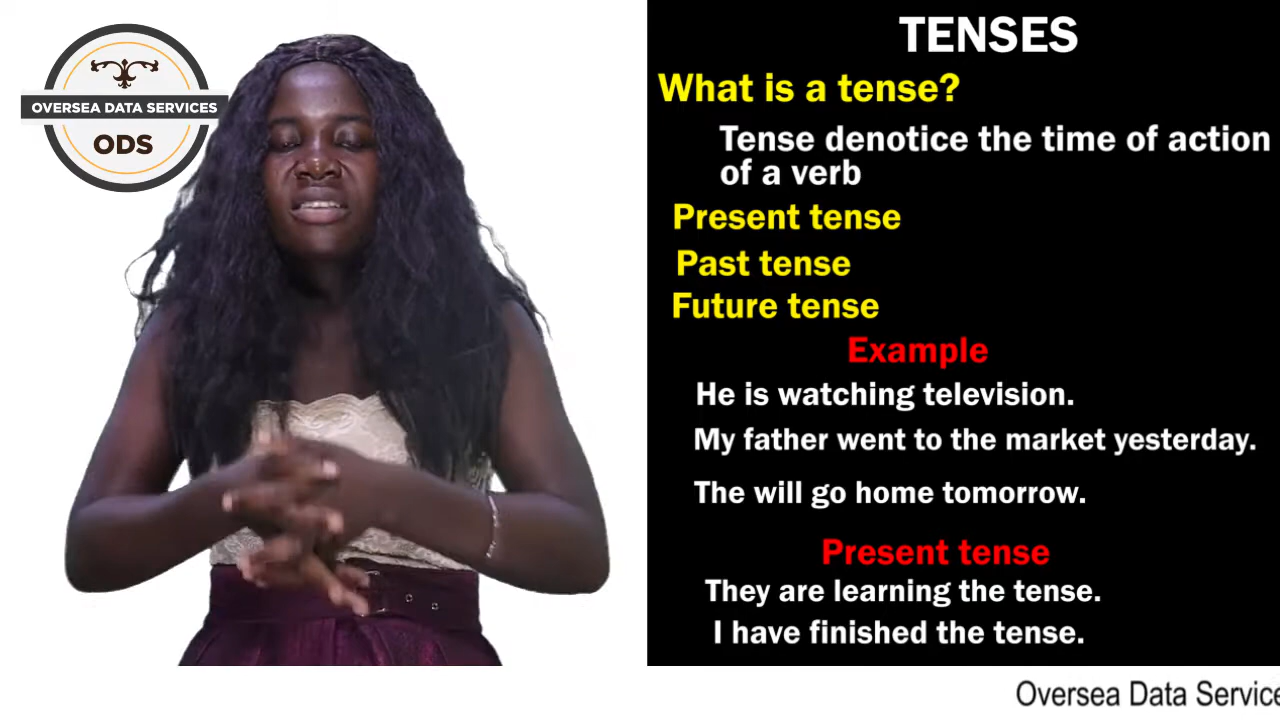 OVERSEA DATA SERVICES
ODS
TENSES
What is a tense?
Tense denotice the time of action
of a verb
Present tense
Past tense
Future tense
Example
He is watching television.
My father went to the market yesterday.
The will go home tomorrow.
Present tense
They are learning the tense.
I have finished the tense.
Oversea Data Service